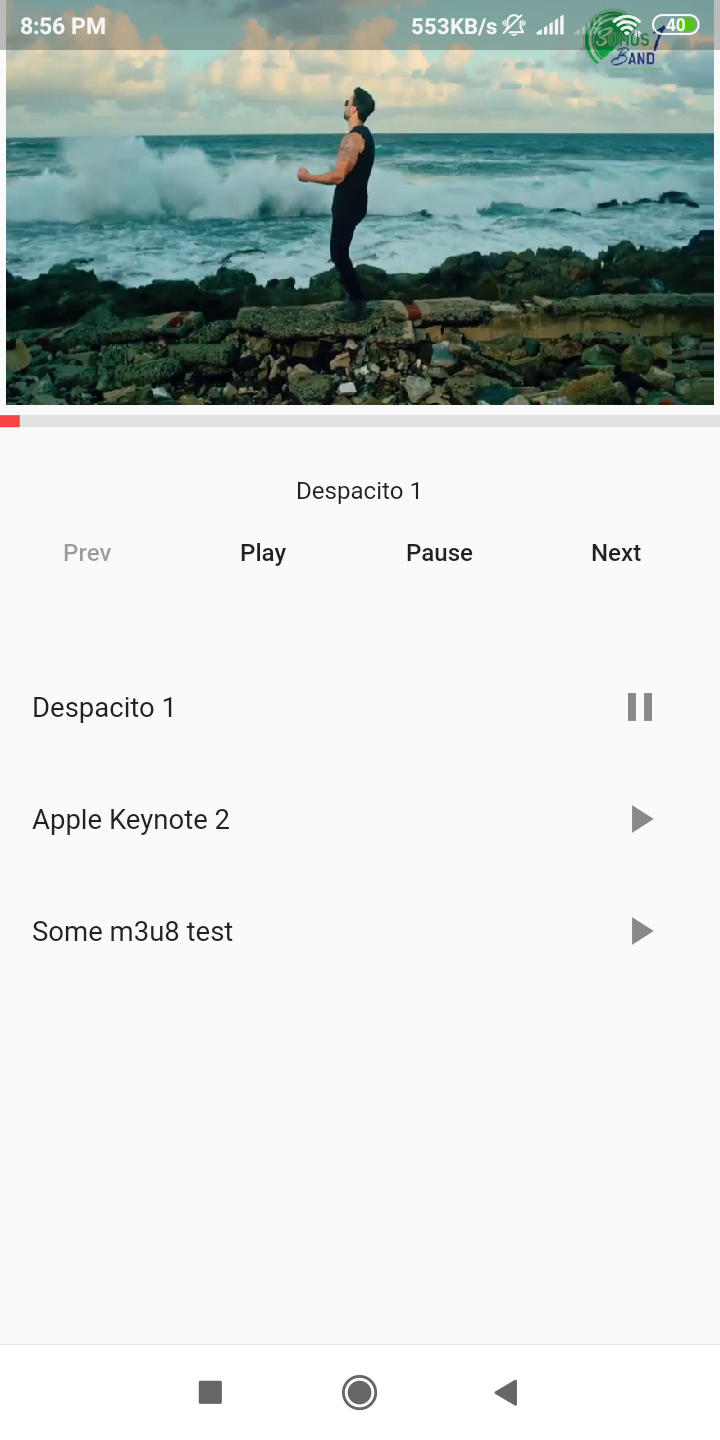 8:56 PM 553KB/s 40
SOMOS
BAND
Despacito 1
Prev Play Pause Next
Despacito 1
Apple Keynote 2
Some m3u8 test